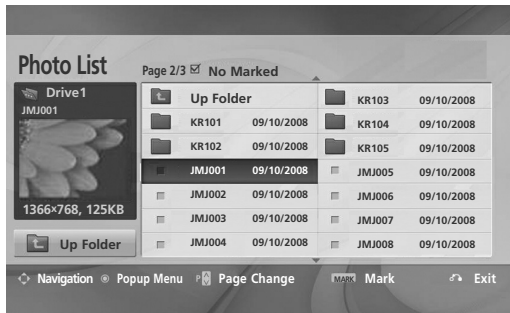 Photo List
Page 2/3 No Marked
Drive1
JMJ001
1366×768, 125KB
Up Folder
Up Folder
KR101 09/10/2008
KR102 09/10/2008
JMJ001 09/10/2008
JMJ002 09/10/2008
JMJ003 09/10/2008
JMJ004 09/10/2008
KR103 09/10/2008
KR104 09/10/2008
KR105 09/10/2008
JMJ005 09/10/2008
JMJ006 09/10/2008
JMJ007 09/10/2008
JMJ008 09/10/2008
Navigation Popup Menu P Page Change MARK Mark Exit